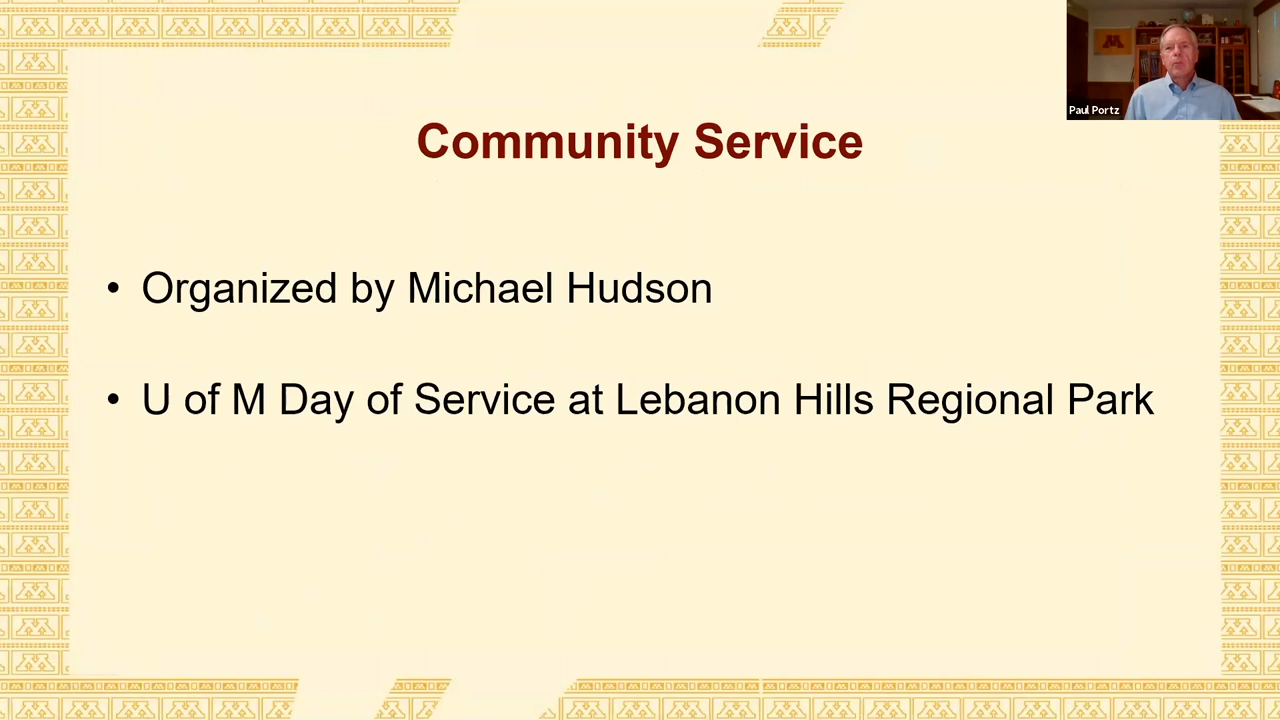 Paul Portz
Community Service
• Organized by Michael Hudson
• U of M Day of Service at Lebanon Hills Regional Park